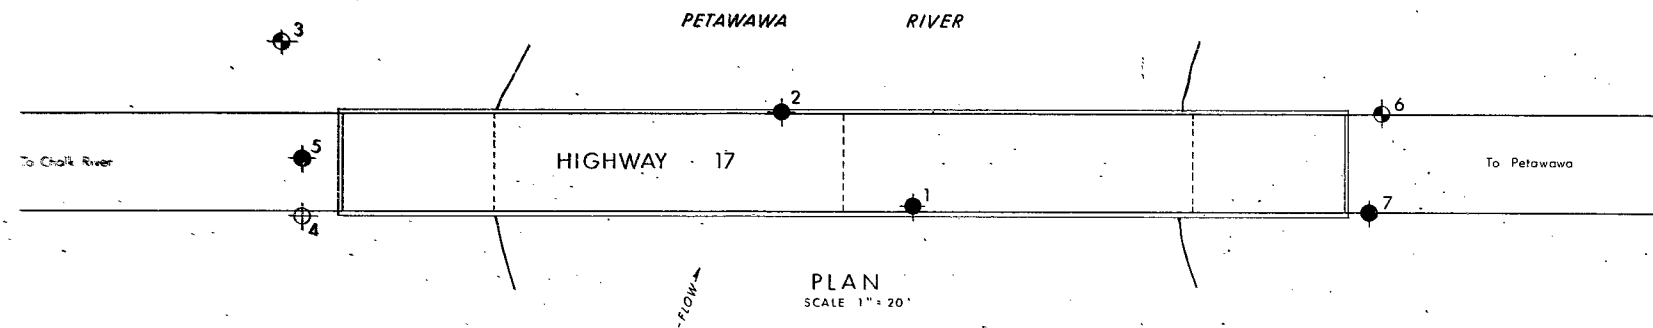 PETAWAWA RIVER
3
2
6
5
To Chalk River
HIGHWAY 17
To Petawawa
1
7
4
PLAN
SCALE 1" = 20'
FLOW